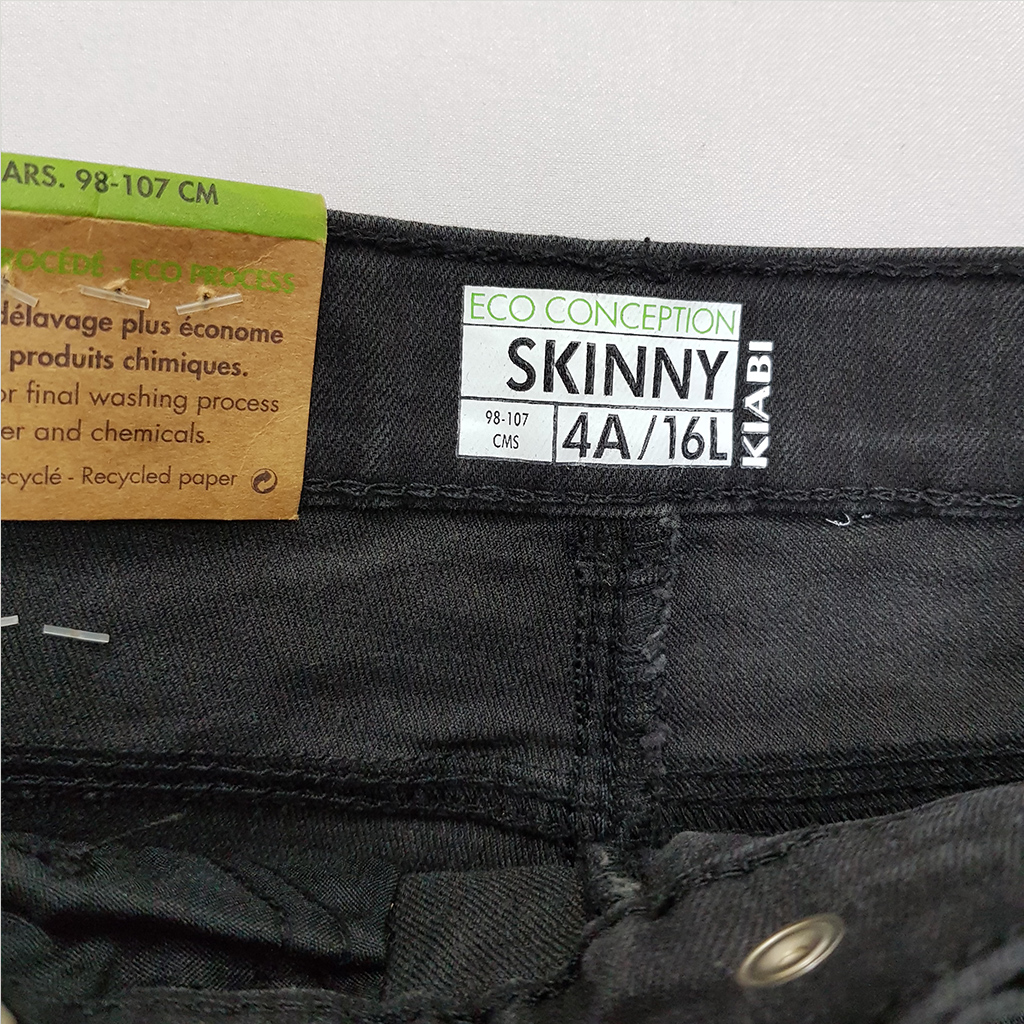 ARS. 98-107 CM
ROCÉDÉ ECO PROCESS
délavage plus économe
produits chimiques.
or final washing process
er and chemicals.
ecyclé - Recycled paper
ECO CONCEPTION
SKINNY
98-107
CMS
4A/16L
KIABI